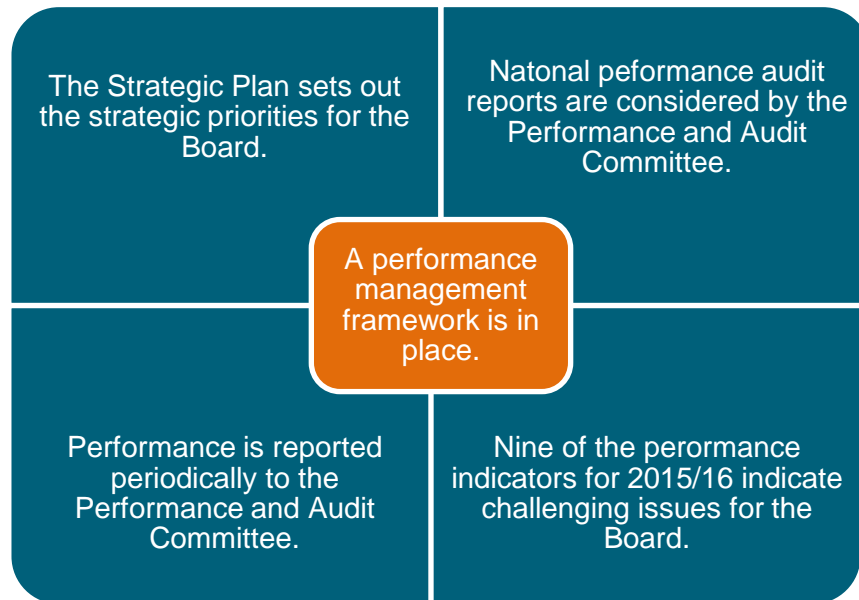 The Strategic Plan sets out
the strategic priorities for the
Board.
Natonal peformance audit
reports are considered by the
Performance and Audit
Committee.
A performance
management
framework is in
place.
Performance is reported
periodically to the
Performance and Audit
Committee.
Nine of the perormance
indicators for 2015/16 indicate
challenging issues for the
Board.